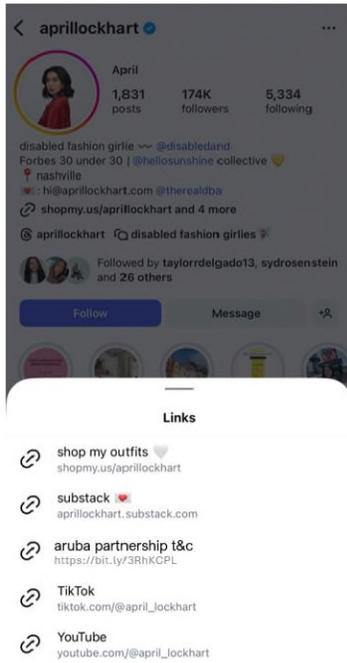 aprillockhart
April
1,831 174K 5,334
posts followers following
disabled fashion girlie @disabledand
Forbes 30 under 30 | @heliosunshine collective 💛
📍 nashville
💌: hi@aprillockhart.com @therealdba
shopmy.us/aprillockhart and 4 more
aprillockhart disabled fashion girlies
Followed by taylorrdelgado13, sydrosenstein
and 26 others
Follow Message
Links
shop my outfits 🤍
shopmy.us/aprillockhart
substack 💌
aprillockhart.substack.com
aruba partnership t&c
https://bit.ly/3RhKCPL
TikTok
tiktok.com/@april_lockhart
YouTube
youtube.com/@april_lockhart